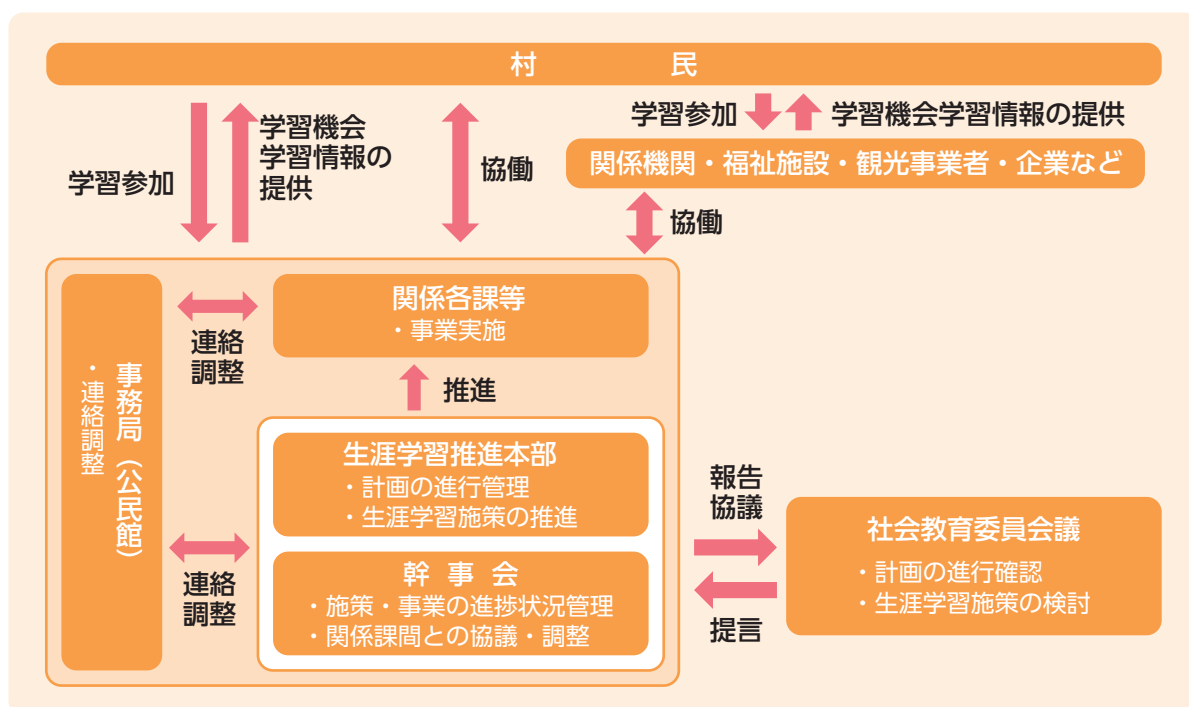 村　民
学習参加
学習機会
学習情報の
提供
協働
学習参加
学習機会学習情報の提供
関係機関・福祉施設・観光事業者・企業など
協働
事務局（公民館）
・連絡調整
連絡
調整
関係各課等
・事業実施
推進
生涯学習推進本部
・計画の進行管理
・生涯学習施策の推進
連絡
調整
幹事会
・施策・事業の進捗状況管理
・関係課間との協議・調整
報告
協議
提言
社会教育委員会議
・計画の進行確認
・生涯学習施策の検討